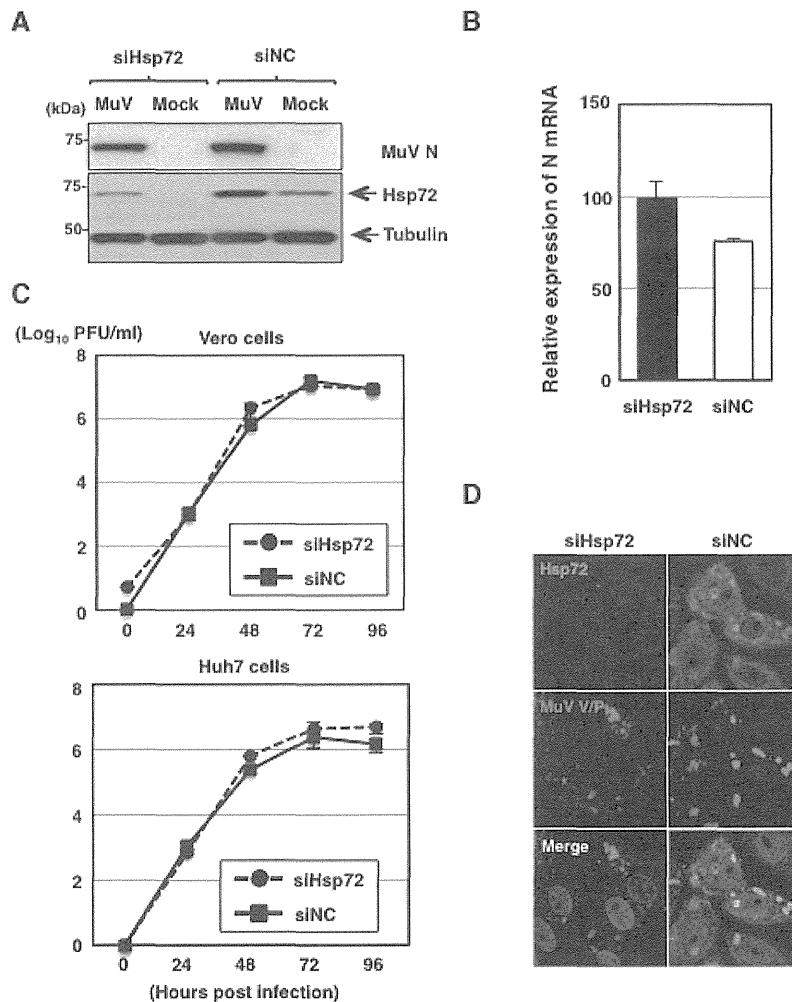 A
siHsp72 siNC
(kDa) MuV Mock MuV Mock
75-
MuV N
75-
Hsp72
50-
Tubulin
B
Relative expression of N mRNA
150
100
50
0
siHsp72 siNC
C
(Log10 PFU/ml)
Vero cells
8
6
4
2
0
siHsp72
siNC
0 24 48 72 96
Huh7 cells
8
6
4
2
0
siHsp72
siNC
0 24 48 72 96
(Hours post infection)
D
siHsp72 siNC
Hsp72
MuV V/P
Merge